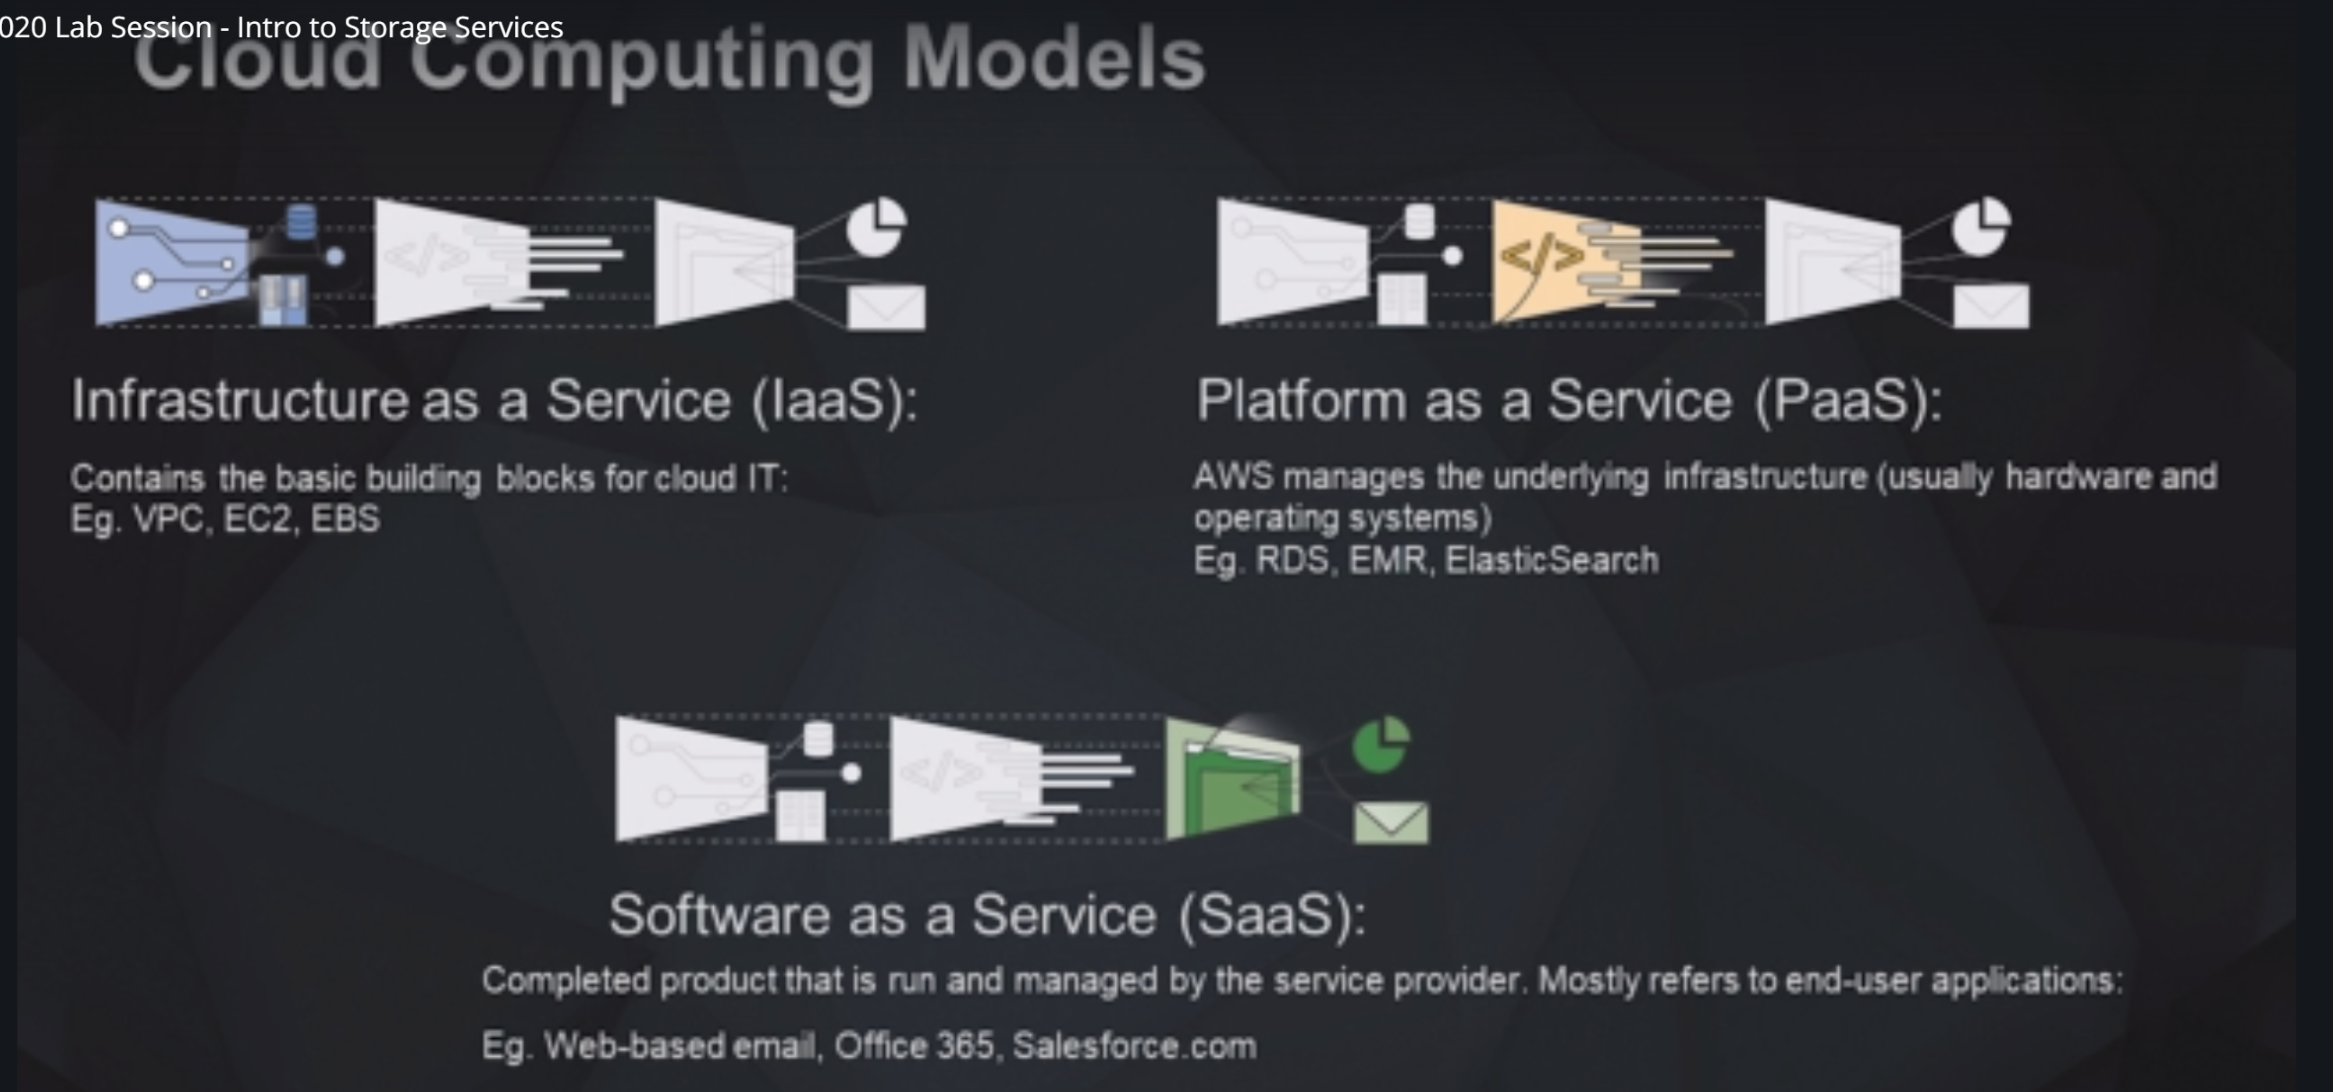 020 Lab Session - Intro to Storage Services
Cloud Computing Models
</>
</>
Infrastructure as a Service (IaaS):
Contains the basic building blocks for cloud IT:
Eg. VPC, EC2, EBS
Platform as a Service (PaaS):
AWS manages the underlying infrastructure (usually hardware and
operating systems)
Eg. RDS, EMR, ElasticSearch
</>
Software as a Service (SaaS):
Completed product that is run and managed by the service provider. Mostly refers to end-user applications:
Eg. Web-based email, Office 365, Salesforce.com